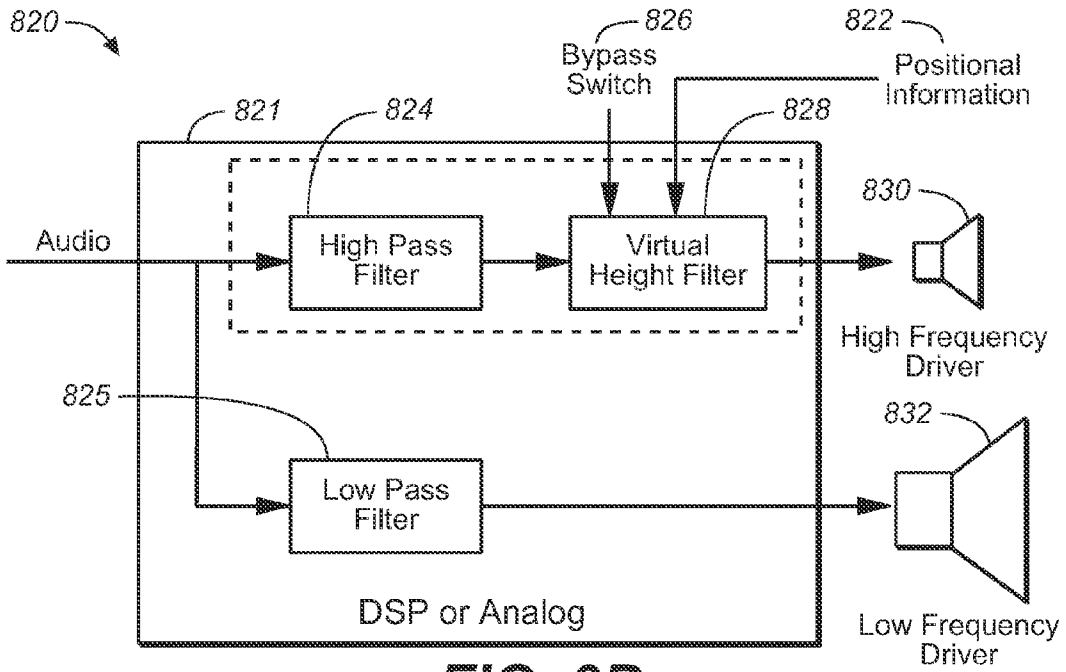 820
826
822
Bypass
Switch
Positional
Information
821
824
828
830
Audio
High Pass
Filter
Virtual
Height Filter
High Frequency
Driver
825
832
Low Pass
Filter
DSP or Analog
Low Frequency
Driver